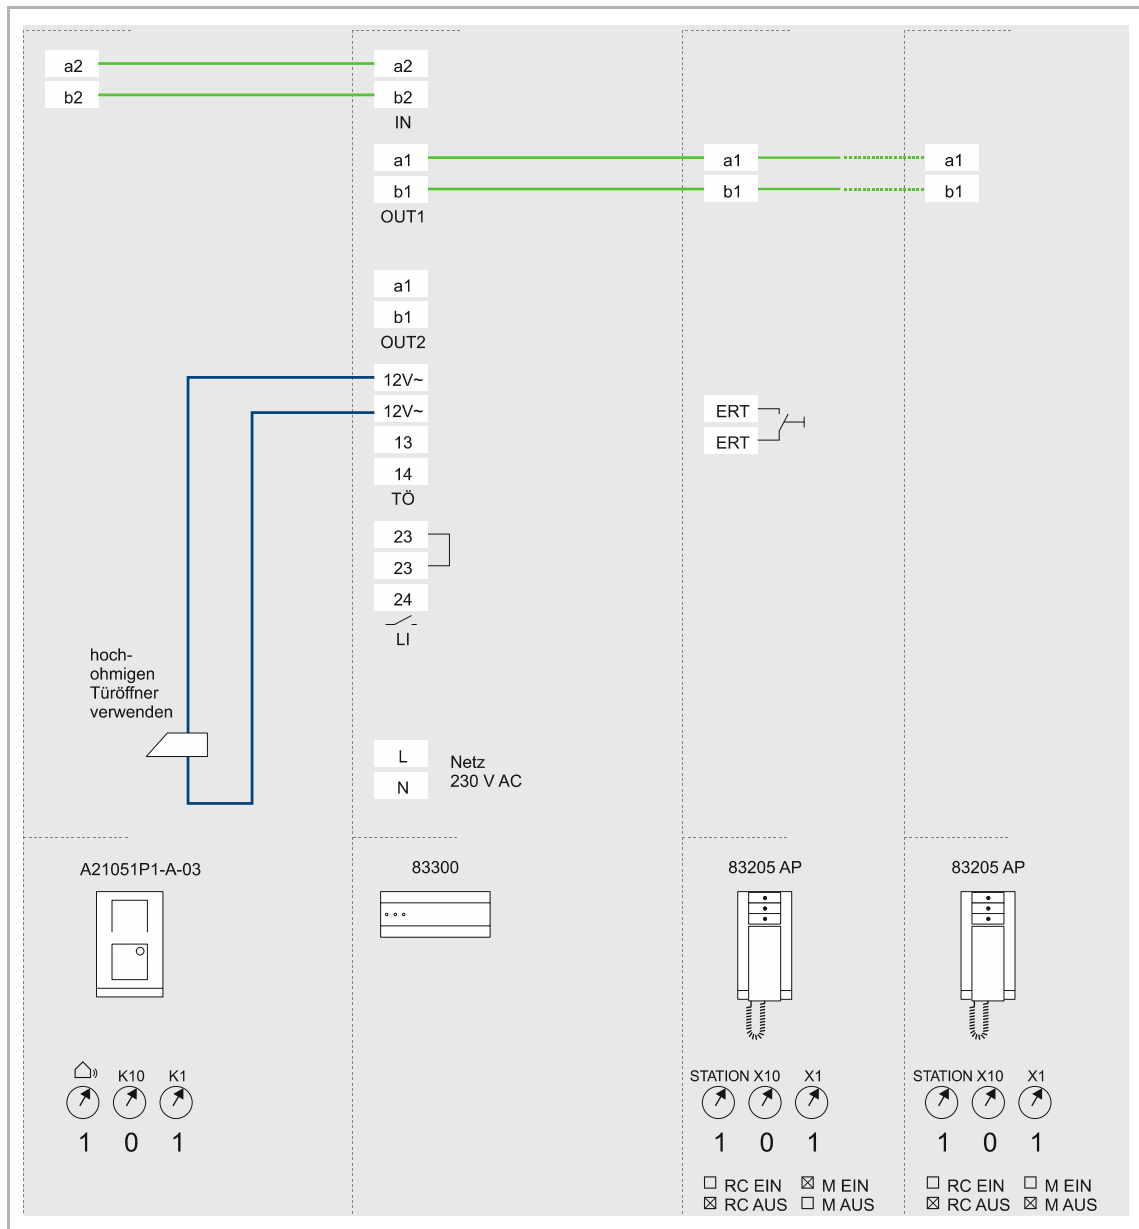 a2
b2
a2
b2
IN
a1
b1
OUT1
a1
b1
a1
b1
a1
b1
OUT2
12V~
12V~
13
14
TÖ
ERT
ERT
23
23
24
LI
hoch-
ohmigen
Türöffner
verwenden
L
N
Netz
230 V AC
A21051P1-A-03
83300
83205 AP
83205 AP
K10 K1
1 0 1
STATION X10 X1
1 0 1
RC EIN M EIN
RC AUS M AUS
STATION X10 X1
1 0 1
RC EIN M EIN
RC AUS M AUS